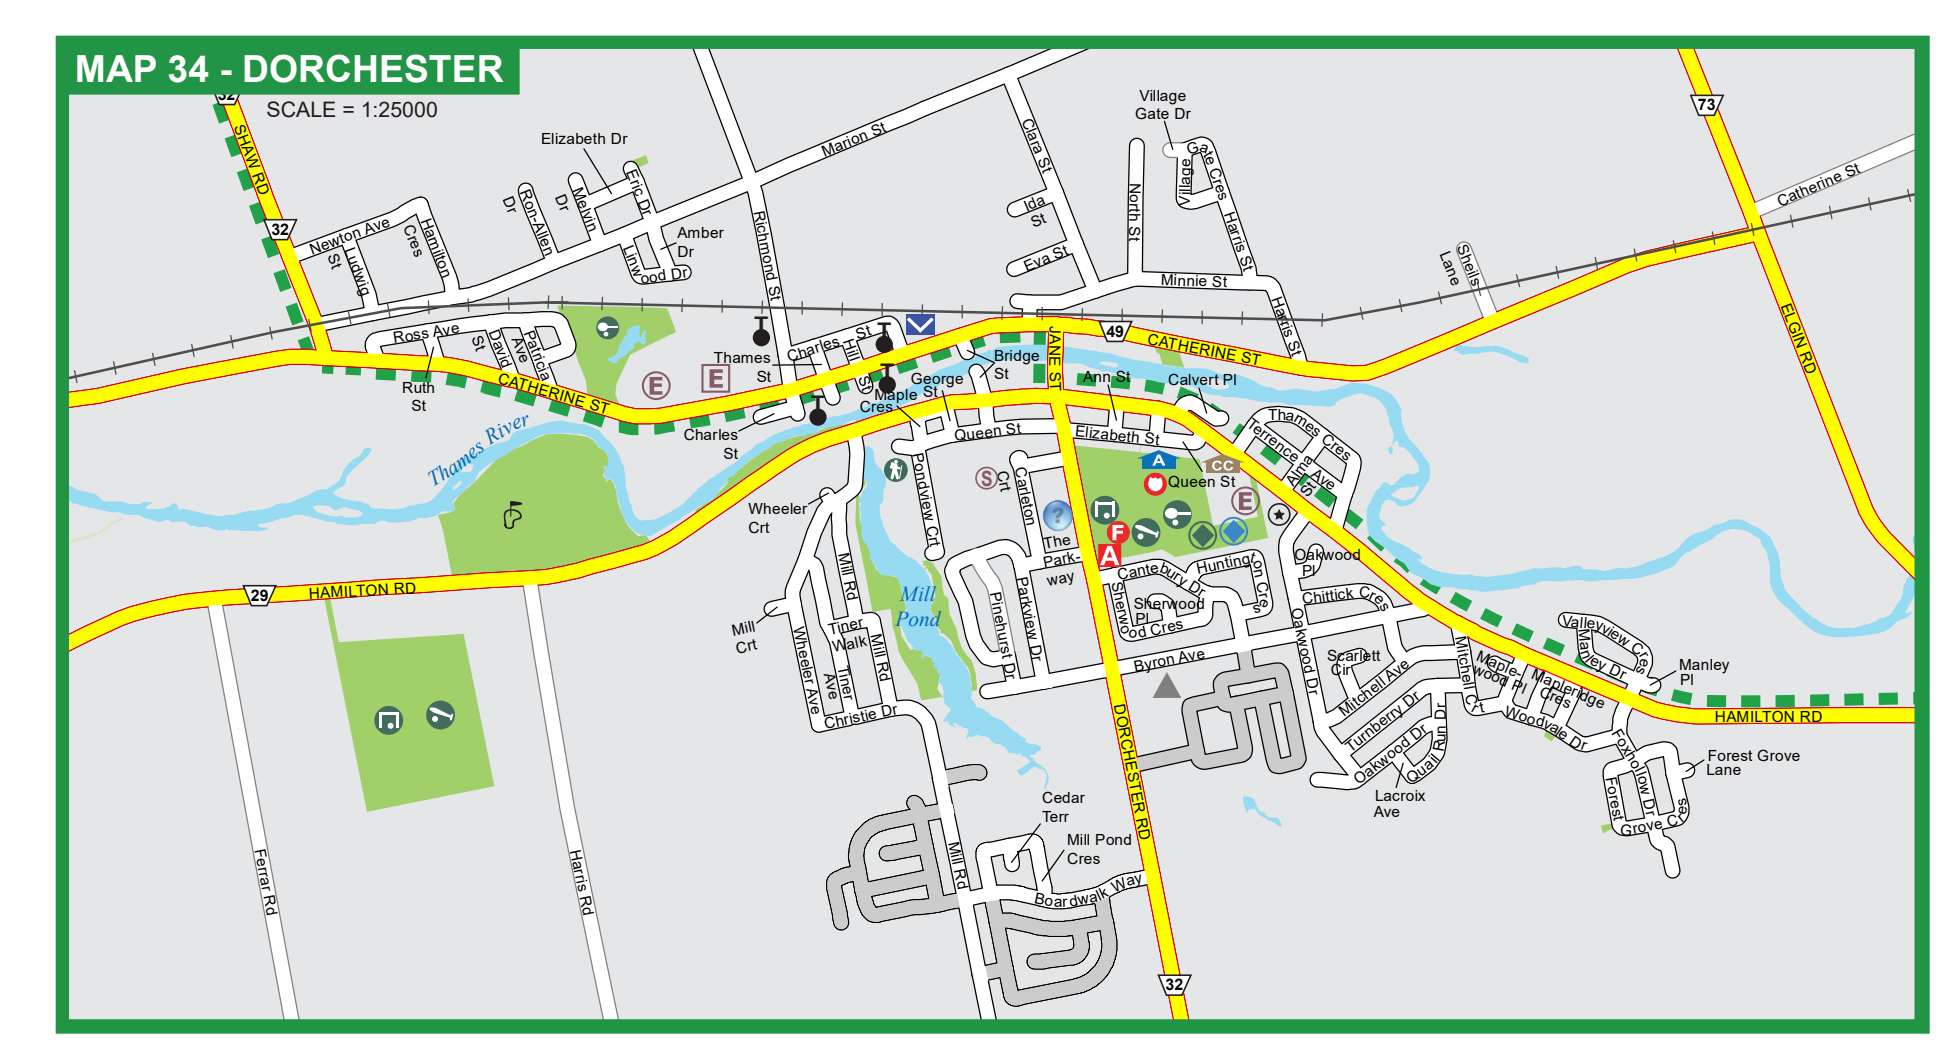 MAP 34 - DORCHESTER
SCALE = 1:25000
32
SHAW RD
32
Newton Ave
Ludwig
St
Hamilton
Cres
Ron-Allen
Dr
Elizabeth Dr
Melvin
Dr
Eric Dr
Amber
Dr
Linwood Dr
Marion St
Richmond St
Clara St
Ida
St
Eva St
North St
Village
Gate Dr
Village
Gate Cres
Harris St
Minnie St
Harris St
73
Catherine St
Sheils
Lane
ELGIN RD
Ross Ave
Ruth
St
David
St
Patricia
Ave
CATHERINE ST
E
E
Thames
St
Charles St
Hill
St
Charles
St
Maple
Cres
George
St
Bridge
St
JANE ST
49
CATHERINE ST
Ann St
Calvert Pl
Thames River
Queen St
Elizabeth St
A
CC
Queen St
Thames Cres
Terrence Ave
Alma
St
Pondview Crt
S
Carleton
Crt
?
The
Park-
way
F
A
E
Wheeler
Crt
Mill Rd
Mill
Pond
Mill
Crt
Tiner
Walk
Mill Rd
Wheeler Ave
Tiner
Ave
Christie Dr
Pinehurst Dr
Parkview Dr
Canterbury Dr
Huntington Cres
Sherwood
Pl
Sherwood Cres
Byron Ave
Oakwood
Pl
Chittick Cres
Oakwood Dr
Scarlett
Cir
Mitchell Ave
Turnberry Dr
Oakwood Dr
Quail Run Dr
Lacroix
Ave
Mitchell Crt
Maple-
wood Pl
Mapleridge
Cres
Woodvale Dr
Valleyview Cres
Manley Dr
Manley
Pl
HAMILTON RD
Foxhollow Dr
Forest Grove
Lane
Forest
Grove Cres
29
HAMILTON RD
Ferrar Rd
Harris Rd
DORCHESTER RD
Cedar
Terr
Mill Pond
Cres
Mill Rd
Boardwalk Way
32